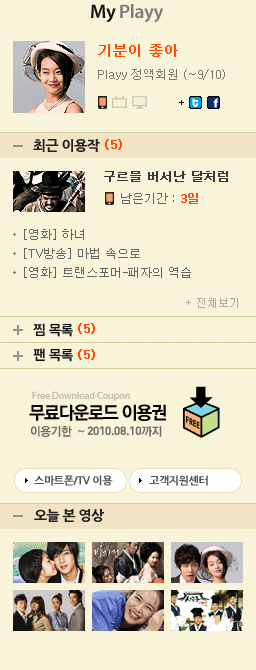 My Playy
기분이 좋아
Playy 정액회원 (~9/10)
최근 이용작 (5)
구르믈 버서난 달처럼
남은기간 : 3일
[영화] 하녀
[TV방송] 마법 속으로
[영화] 트랜스포머-패자의 역습
+ 전체보기
찜 목록 (5)
팬 목록 (5)
Free Download Coupon
무료다운로드 이용권
FREE
이용기한 ~ 2010.08.10까지
스마트폰/TV 이용
고객지원센터
오늘 본 영상